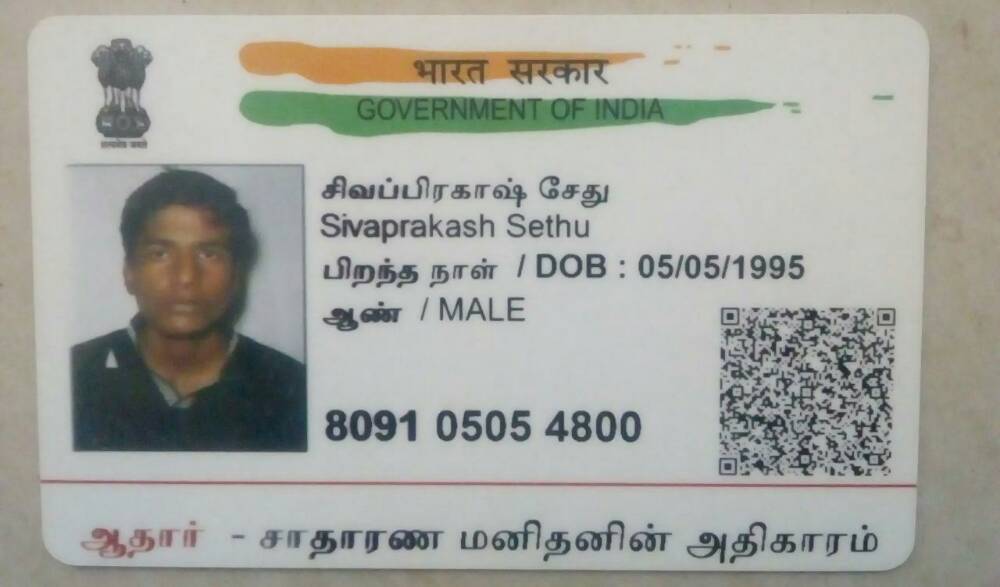 भारत सरकार
GOVERNMENT OF INDIA
सत्यमेव जयते
சிவப்பிரகாஷ் சேது
Sivaprakash Sethu
பிறந்த நாள் / DOB : 05/05/1995
ஆண் / MALE
8091 0505 4800
ஆதார் - சாதாரண மனிதனின் அதிகாரம்